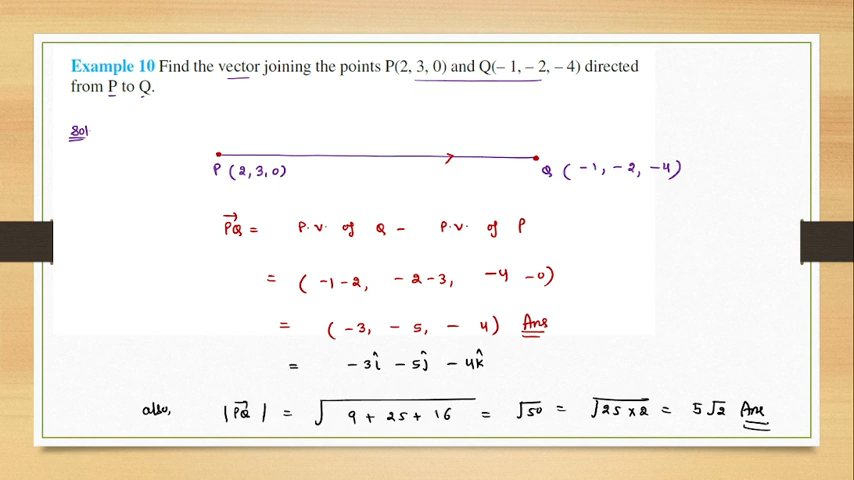 Example 10 Find the vector joining the points P(2, 3, 0) and Q(– 1, – 2, – 4) directed
from P to Q.
Sol
P (2, 3, 0)
Q (-1, -2, -4)
PQ⃗ = P.V. of Q - P.V. of P
= (-1-2, -2-3, -4-0)
= (-3, -5, -4) Ans
= -3î -5ĵ -4k̂
also, |PQ⃗| = √(9 + 25 + 16) = √50 = √(25×2) = 5√2 Ans